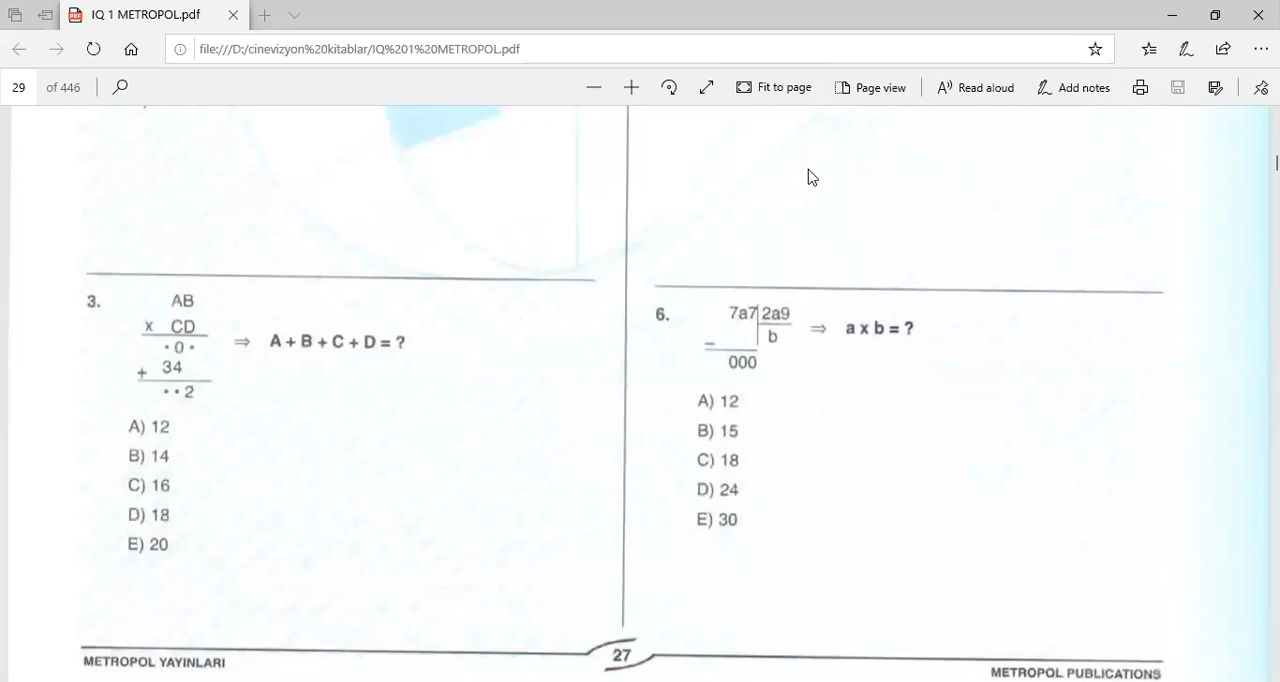 IQ 1 METROPOL.pdf
file:///D:/cinevizyon%20kitablar/IQ%201%20METROPOL.pdf
29 of 446
Fit to page
Page view
Read aloud
Add notes
3.
AB
x CD
·0·
+ 34
··2
⇒ A + B + C + D = ?
A) 12
B) 14
C) 16
D) 18
E) 20
6.
7a7 2a9
b
−
000
⇒ a x b = ?
A) 12
B) 15
C) 18
D) 24
E) 30
METROPOL YAYINLARI
27
METROPOL PUBLICATIONS